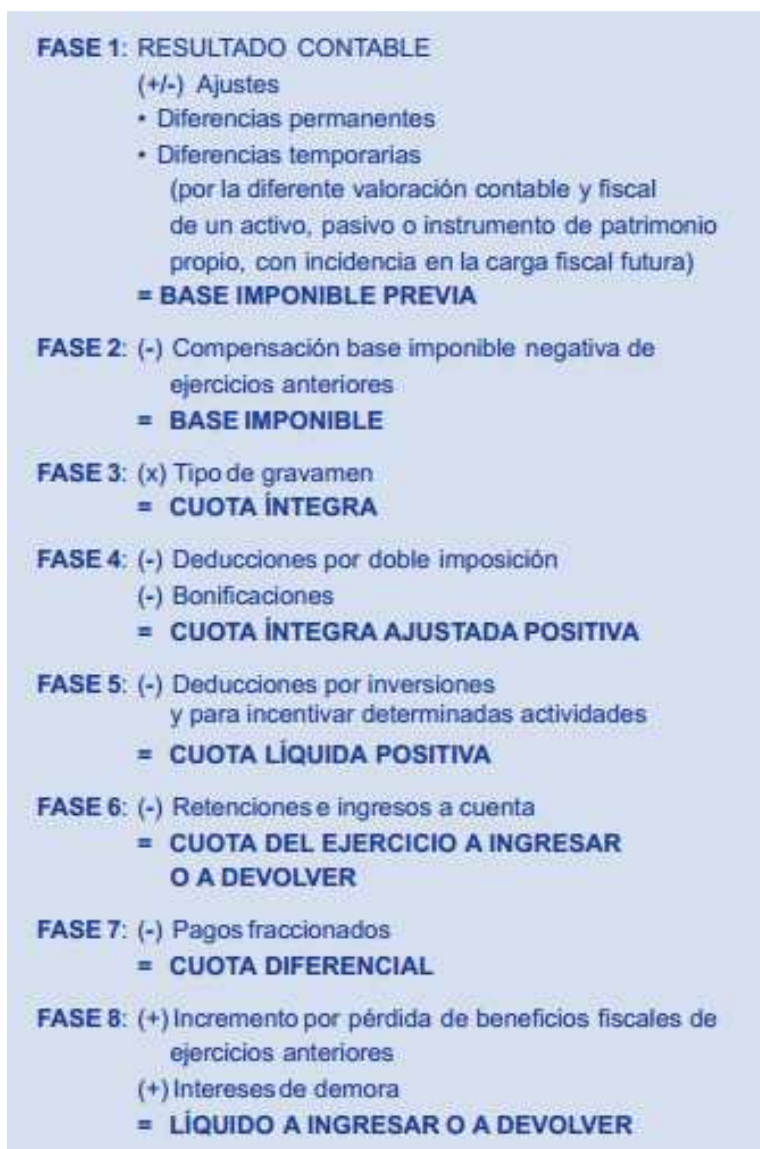 FASE 1: RESULTADO CONTABLE
(+/-) Ajustes
• Diferencias permanentes
• Diferencias temporarias
(por la diferente valoración contable y fiscal
de un activo, pasivo o instrumento de patrimonio
propio, con incidencia en la carga fiscal futura)
= BASE IMPONIBLE PREVIA
FASE 2: (-) Compensación base imponible negativa de
ejercicios anteriores
= BASE IMPONIBLE
FASE 3: (x) Tipo de gravamen
= CUOTA ÍNTEGRA
FASE 4: (-) Deducciones por doble imposición
(-) Bonificaciones
= CUOTA ÍNTEGRA AJUSTADA POSITIVA
FASE 5: (-) Deducciones por inversiones
y para incentivar determinadas actividades
= CUOTA LÍQUIDA POSITIVA
FASE 6: (-) Retenciones e ingresos a cuenta
= CUOTA DEL EJERCICIO A INGRESAR
O A DEVOLVER
FASE 7: (-) Pagos fraccionados
= CUOTA DIFERENCIAL
FASE 8: (+) Incremento por pérdida de beneficios fiscales de
ejercicios anteriores
(+) Intereses de demora
= LÍQUIDO A INGRESAR O A DEVOLVER